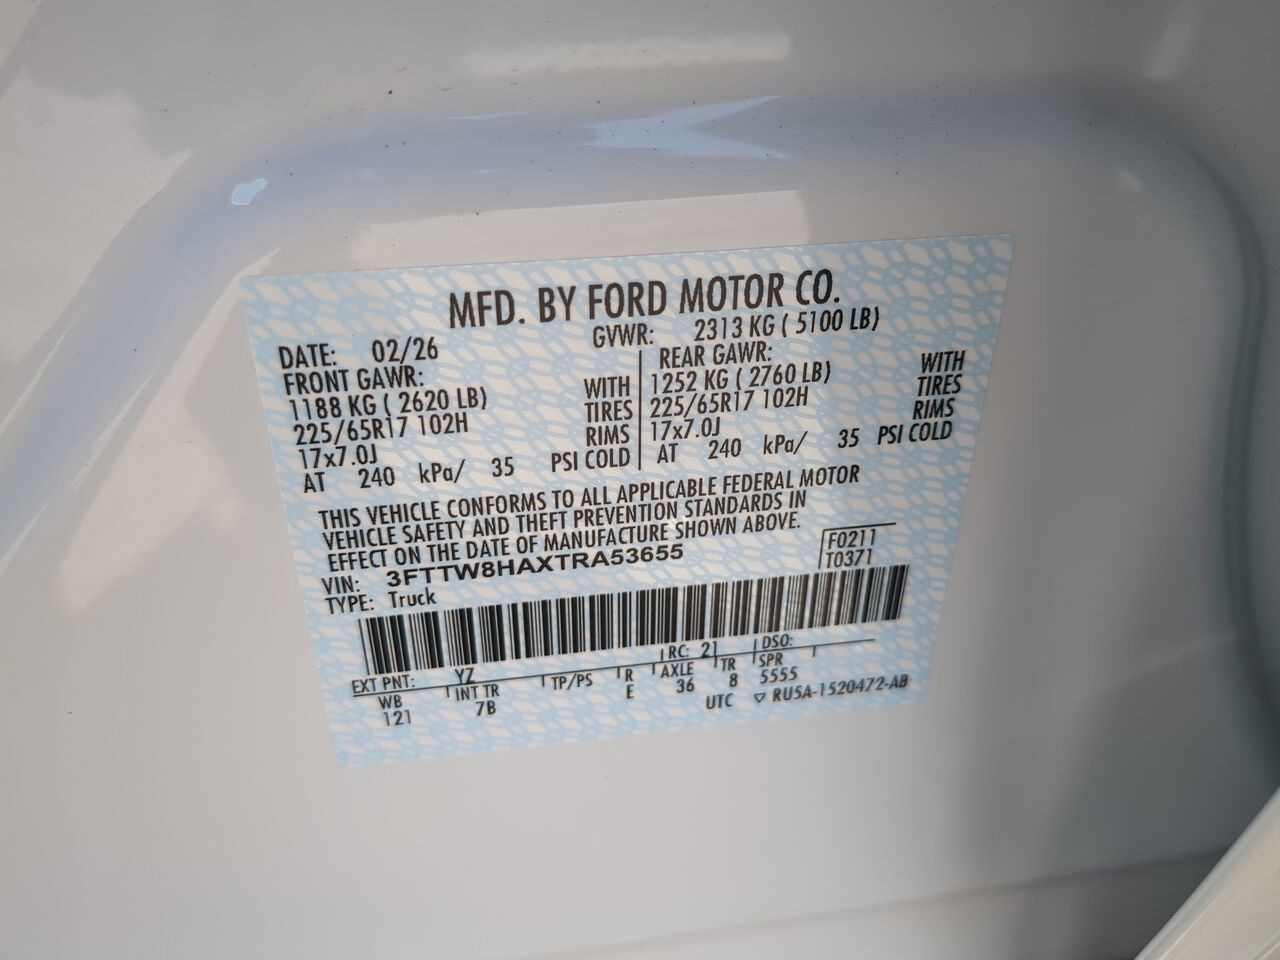 MFD. BY FORD MOTOR CO.
DATE: 02/26 GVWR: 2313 KG ( 5100 LB)
FRONT GAWR: REAR GAWR:
1188 KG ( 2620 LB) WITH 1252 KG ( 2760 LB) WITH
225/65R17 102H TIRES 225/65R17 102H TIRES
17x7.0J RIMS 17x7.0J RIMS
AT 240 kPa/ 35 PSI COLD AT 240 kPa/ 35 PSI COLD
THIS VEHICLE CONFORMS TO ALL APPLICABLE FEDERAL MOTOR
VEHICLE SAFETY AND THEFT PREVENTION STANDARDS IN
EFFECT ON THE DATE OF MANUFACTURE SHOWN ABOVE.
VIN: 3FTTW8HAXTRA53655 F0211
TYPE: Truck T0371
EXT PNT: YZ RC: 21 DSO:
WB INT TR TP/PS R AXLE TR SPR
121 7B E 36 8 5555
UTC ▽ RU5A-1520472-AB